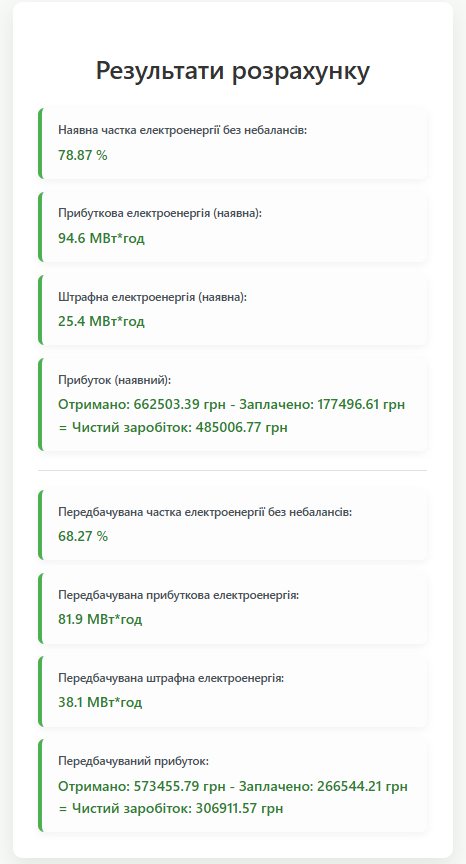 Результати розрахунку
Наявна частка електроенергії без небалансів:
78.87 %
Прибуткова електроенергія (наявна):
94.6 МВт*год
Штрафна електроенергія (наявна):
25.4 МВт*год
Прибуток (наявний):
Отримано: 662503.39 грн - Заплачено: 177496.61 грн
= Чистий заробіток: 485006.77 грн
Передбачувана частка електроенергії без небалансів:
68.27 %
Передбачувана прибуткова електроенергія:
81.9 МВт*год
Передбачувана штрафна електроенергія:
38.1 МВт*год
Передбачуваний прибуток:
Отримано: 573455.79 грн - Заплачено: 266544.21 грн
= Чистий заробіток: 306911.57 грн